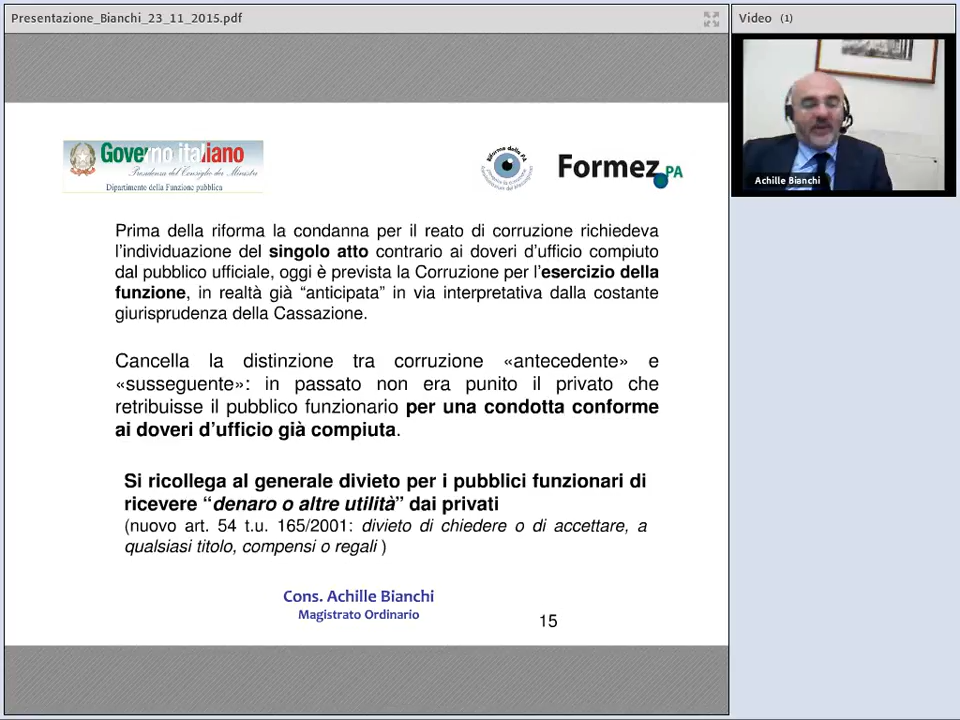 Presentazione_Bianchi_23_11_2015.pdf
Video (1)
Governo italiano
Presidenza del Consiglio dei Ministri
Dipartimento della Funzione pubblica
Riforma della PA
Formez PA
Achille Bianchi
Prima della riforma la condanna per il reato di corruzione richiedeva
l’individuazione del singolo atto contrario ai doveri d’ufficio compiuto
dal pubblico ufficiale, oggi è prevista la Corruzione per l’esercizio della
funzione, in realtà già “anticipata” in via interpretativa dalla costante
giurisprudenza della Cassazione.
Cancella la distinzione tra corruzione «antecedente» e
«susseguente»: in passato non era punito il privato che
retribuisse il pubblico funzionario per una condotta conforme
ai doveri d’ufficio già compiuta.
Si ricollega al generale divieto per i pubblici funzionari di
ricevere “denaro o altre utilità” dai privati
(nuovo art. 54 t.u. 165/2001: divieto di chiedere o di accettare, a
qualsiasi titolo, compensi o regali )
Cons. Achille Bianchi
Magistrato Ordinario
15